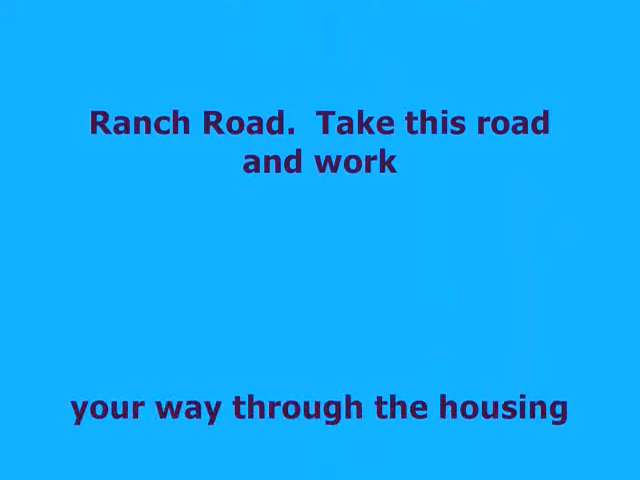 Ranch Road.  Take this road
and work
your way through the housing